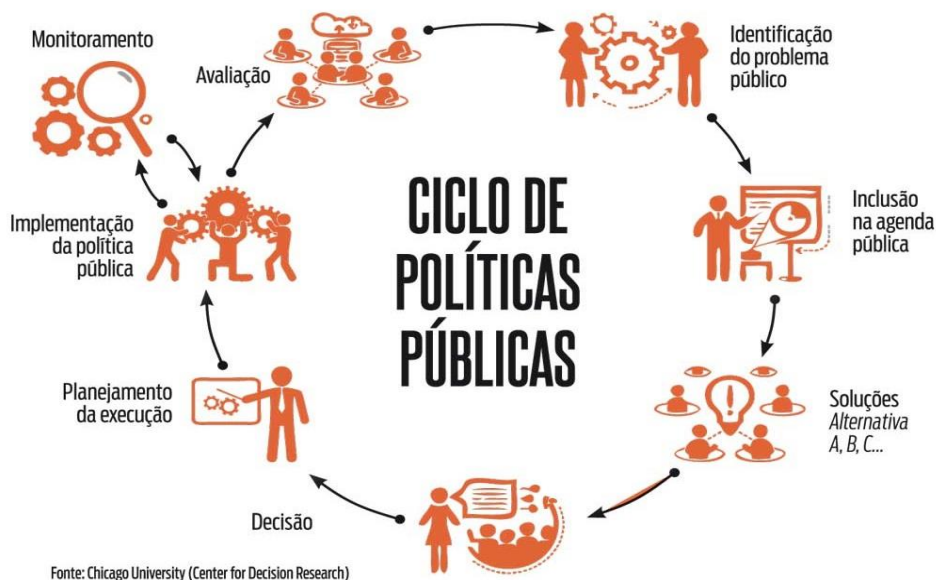 Monitoramento
Avaliação
Identificação
do problema
público
CICLO DE
POLÍTICAS
PÚBLICAS
Inclusão
na agenda
pública
Implementação
da política
pública
Planejamento
da execução
Soluções
Alternativa
A, B, C...
Decisão
Fonte: Chicago University (Center for Decision Research)